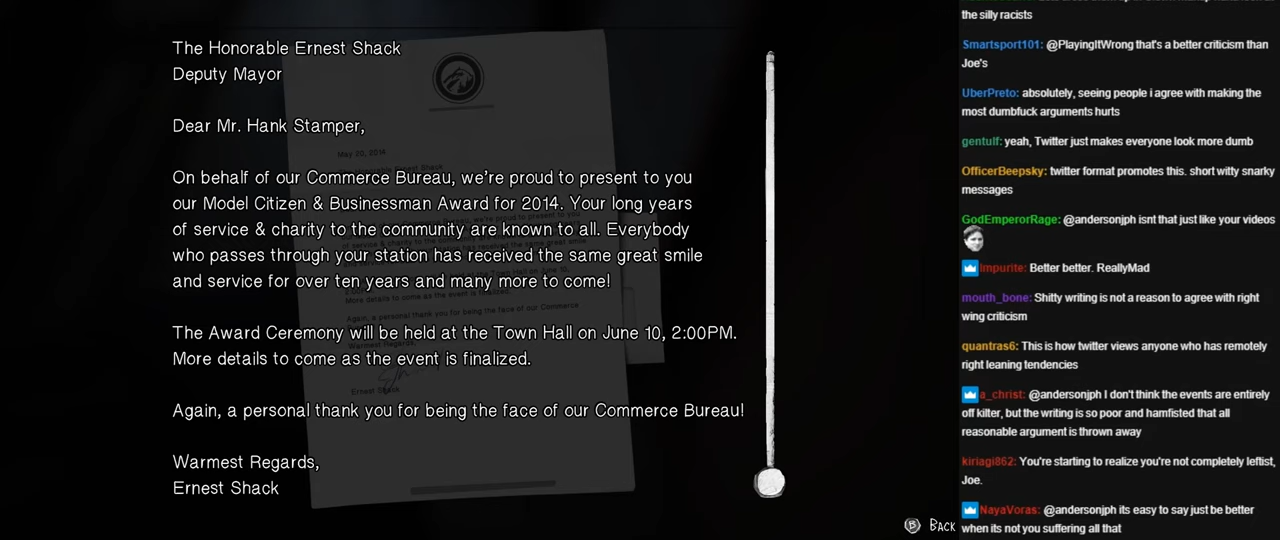 The Honorable Ernest Shack
Deputy Mayor
Dear Mr. Hank Stamper,
On behalf of our Commerce Bureau, we're proud to present to you
our Model Citizen & Businessman Award for 2014. Your long years
of service & charity to the community are known to all. Everybody
who passes through your station has received the same great smile
and service for over ten years and many more to come!
The Award Ceremony will be held at the Town Hall on June 10, 2:00PM.
More details to come as the event is finalized.
Again, a personal thank you for being the face of our Commerce Bureau!
Warmest Regards,
Ernest Shack
May 20, 2014
Ernest Shack
B Back
the silly racists
Smartsport101: @PlayingItWrong that's a better criticism than
Joe's
UberPreto: absolutely, seeing people i agree with making the
most dumbfuck arguments hurts
gentulf: yeah, Twitter just makes everyone look more dumb
OfficerBeepsky: twitter format promotes this. short witty snarky
messages
GodEmperorRage: @andersonjph isnt that just like your videos
Impurite: Better better. ReallyMad
mouth_bone: Shitty writing is not a reason to agree with right
wing criticism
quantras6: This is how twitter views anyone who has remotely
right leaning tendencies
a_christ: @andersonjph I don't think the events are entirely
off kilter, but the writing is so poor and hamfisted that all
reasonable argument is thrown away
kiriagi862: You're starting to realize you're not completely leftist,
Joe.
NayaVoras: @andersonjph its easy to say just be better
when its not you suffering all that